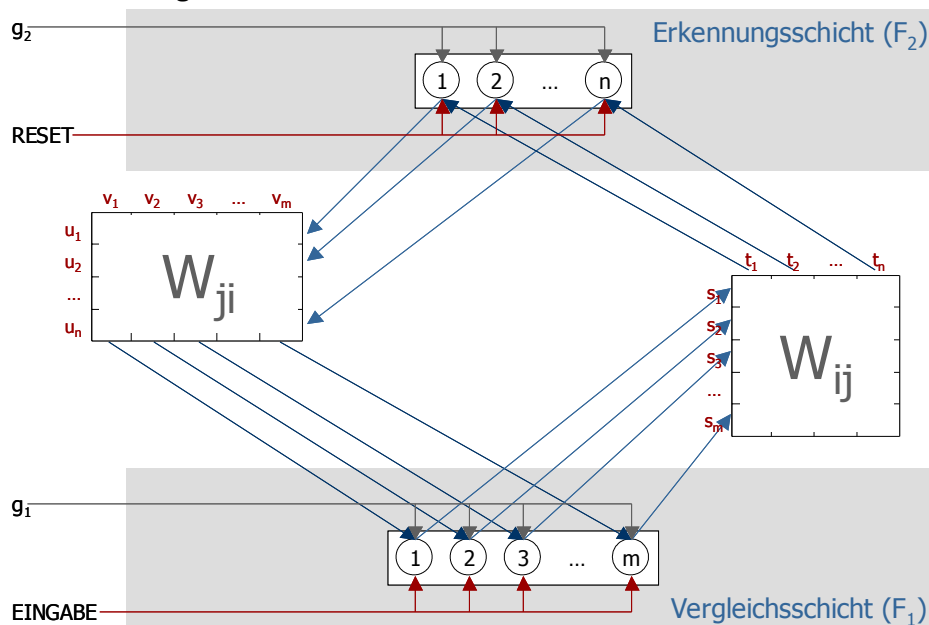 g₂
Erkennungsschicht (F₂)
1 2 ... n
RESET
v₁ v₂ v₃ ... vₘ
u₁
u₂
...
uₙ
Wⱼᵢ
t₁ t₂ ... tₙ
s₁
s₂
s₃
...
sₘ
Wᵢⱼ
g₁
1 2 3 ... m
EINGABE
Vergleichsschicht (F₁)